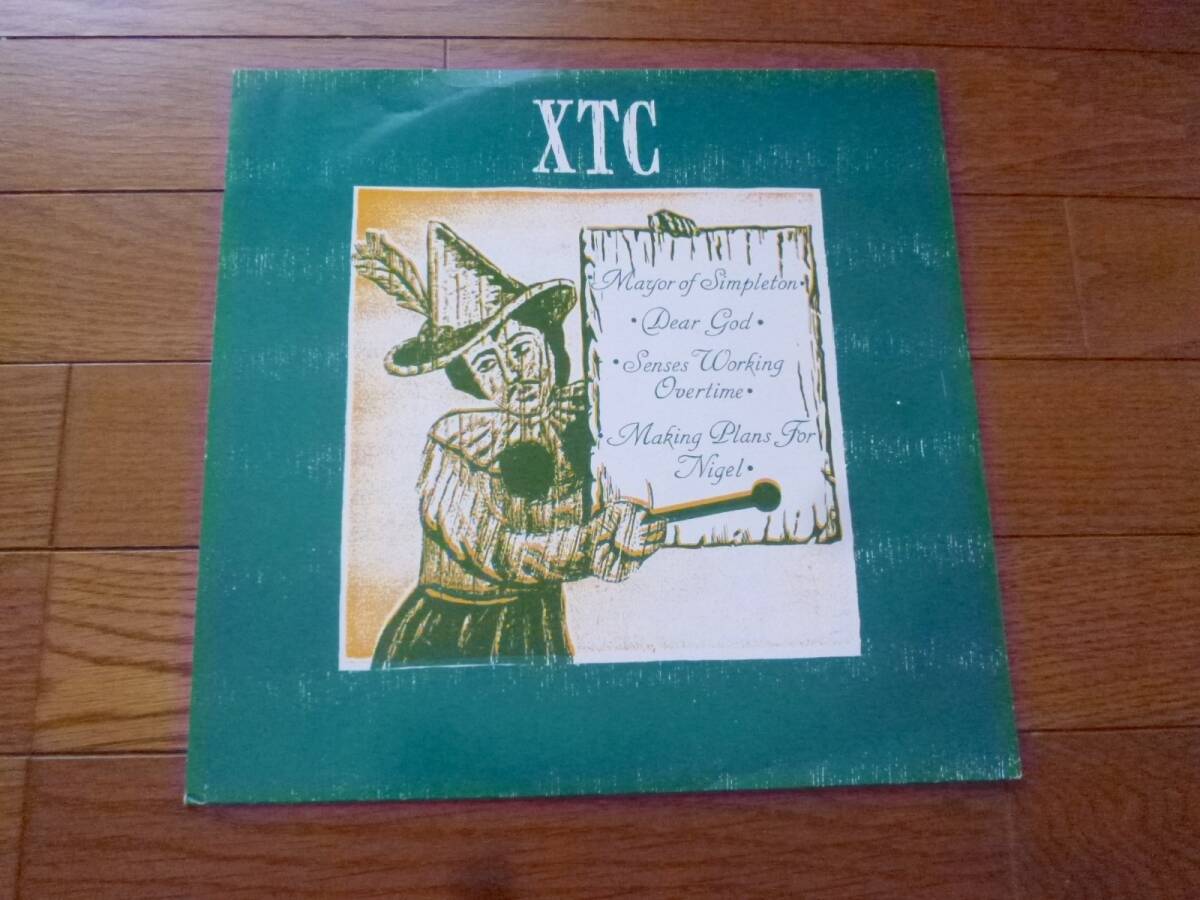 XTC
•Mayor of Simpleton•
•Dear God•
•Senses Working
Overtime•
•Making Plans For
Nigel•